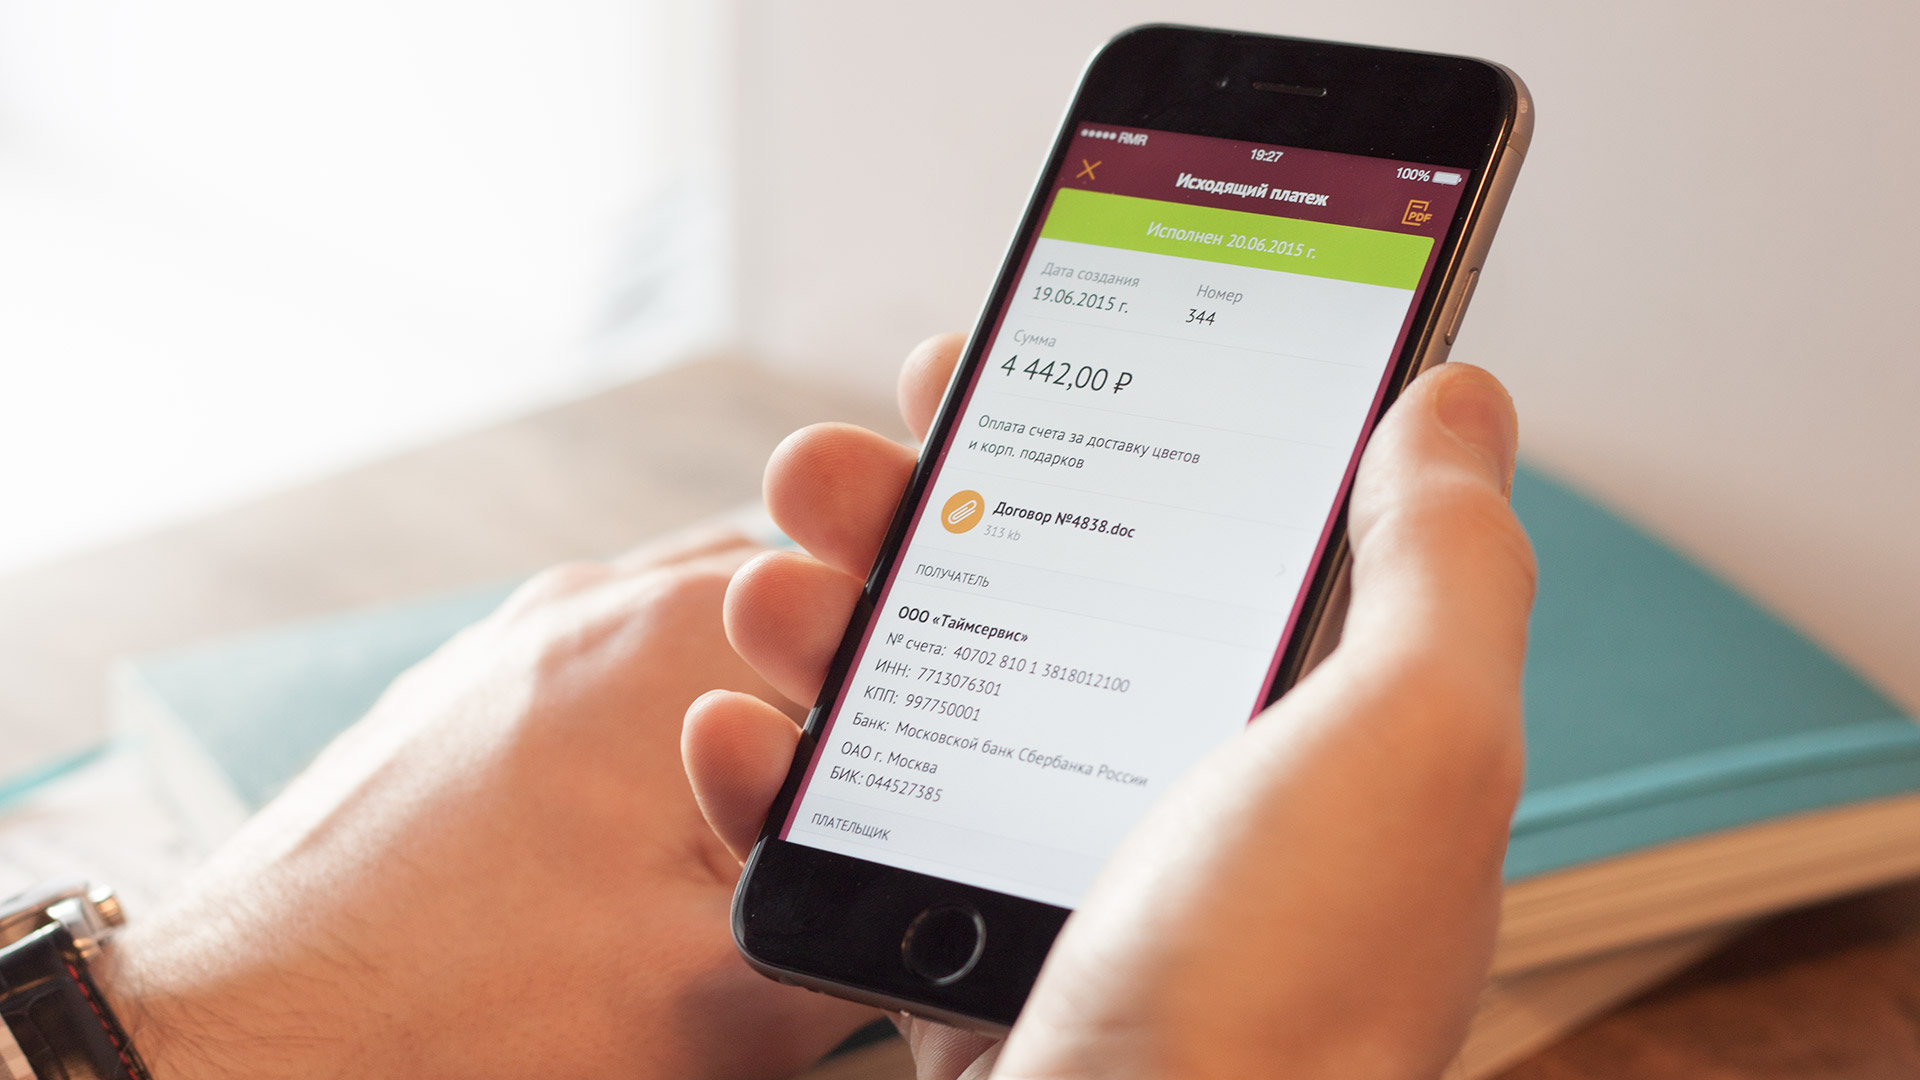 RMR
19:27
100%
Исходящий платеж
PDF
Исполнен 20.06.2015 г.
Дата создания
Номер
19.06.2015 г.
344
Сумма
4 442,00 ₽
Оплата счета за доставку цветов
и корп. подарков
Договор №4838.doc
313 kb
ПОЛУЧАТЕЛЬ
ООО «Таймсервис»
№ счета: 40702 810 1 3818012100
ИНН: 7713076301
КПП: 997750001
Банк: Московской банк Сбербанка России
ОАО г. Москва
БИК: 044527385
ПЛАТЕЛЬЩИК